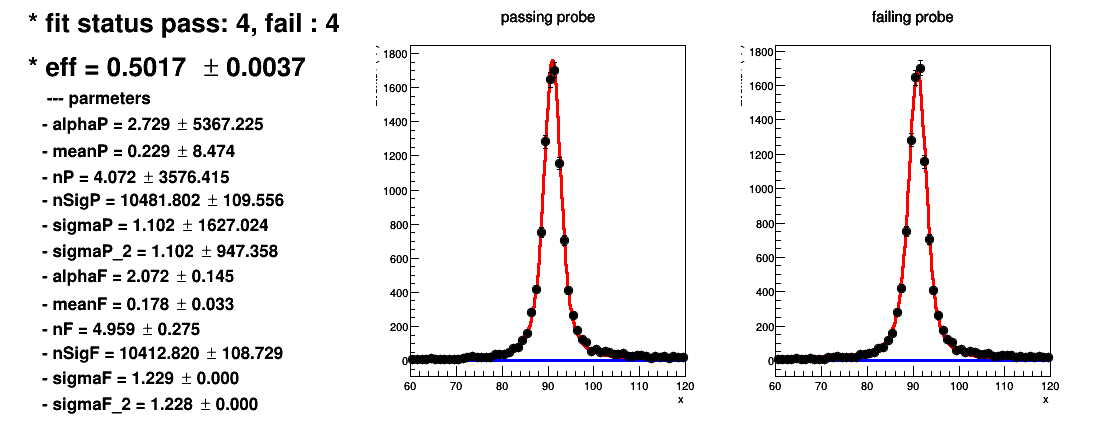 * fit status pass: 4, fail : 4
* eff = 0.5017 ± 0.0037
--- parmeters
- alphaP = 2.729 ± 5367.225
- meanP = 0.229 ± 8.474
- nP = 4.072 ± 3576.415
- nSigP = 10481.802 ± 109.556
- sigmaP = 1.102 ± 1627.024
- sigmaP_2 = 1.102 ± 947.358
- alphaF = 2.072 ± 0.145
- meanF = 0.178 ± 0.033
- nF = 4.959 ± 0.275
- nSigF = 10412.820 ± 108.729
- sigmaF = 1.229 ± 0.000
- sigmaF_2 = 1.228 ± 0.000
passing probe
1800
1600
1400
1200
1000
800
600
400
200
0
60 70 80 90 100 110 120
x
failing probe
1800
1600
1400
1200
1000
800
600
400
200
0
60 70 80 90 100 110 120
x